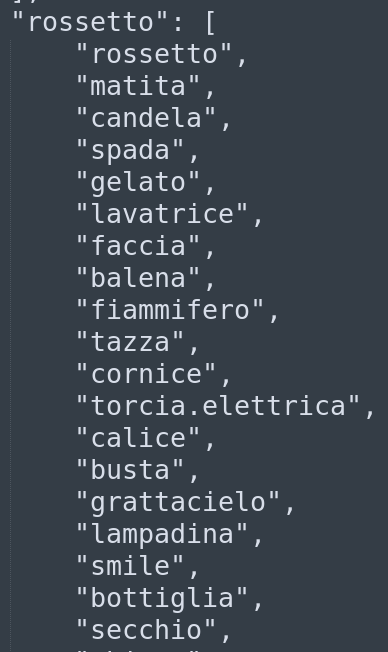 "rossetto": [
"rossetto",
"matita",
"candela",
"spada",
"gelato",
"lavatrice",
"faccia",
"balena",
"fiammifero",
"tazza",
"cornice",
"torcia.elettrica",
"calice",
"busta",
"grattacielo",
"lampadina",
"smile",
"bottiglia",
"secchio",